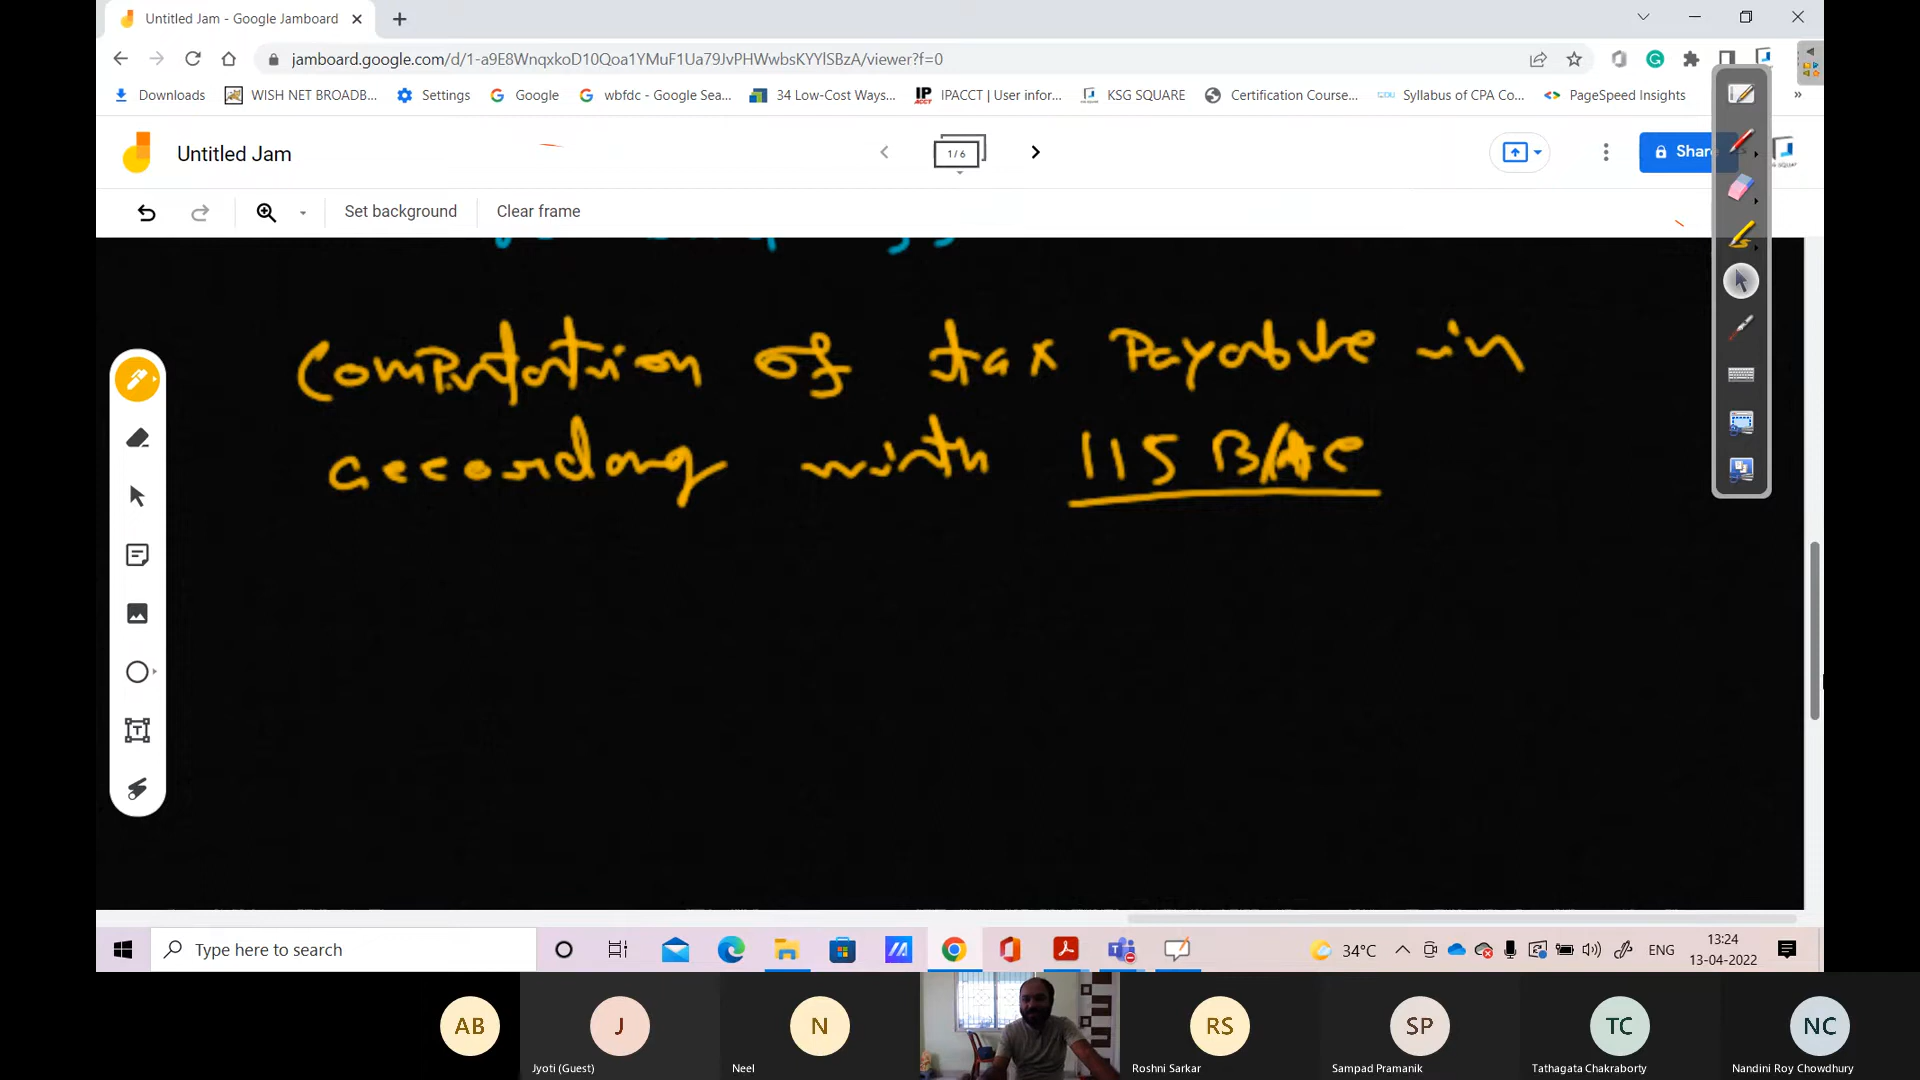 Untitled Jam - Google Jamboard
jamboard.google.com/d/1-a9E8WnqxkoD10Qoa1YMuF1Ua79JvPHWwbsKYYlSBzA/viewer?f=0
Downloads WISH NET BROADB... Settings Google wbfdc - Google Sea... 34 Low-Cost Ways... IPACCT | User infor... KSG SQUARE Certification Course... Syllabus of CPA Co... PageSpeed Insights »
Untitled Jam 1 / 6 Share
Set background Clear frame
Computation of tax Payable in
according with 115 BAC
Type here to search 34°C ENG 13:24
13-04-2022
AB J N RS SP TC NC
Jyoti (Guest) Neel Roshni Sarkar Sampad Pramanik Tathagata Chakraborty Nandini Roy Chowdhury